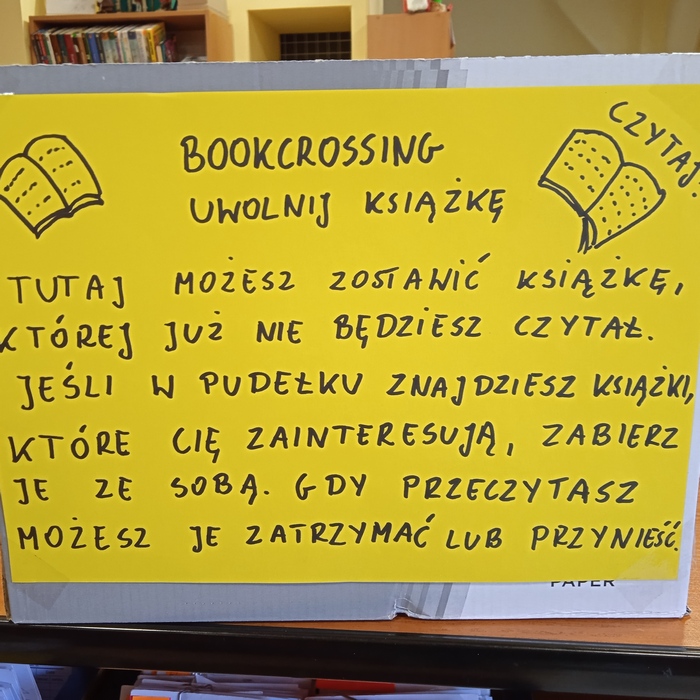 BOOKCROSSING
CZYTAJ.
UWOLNIJ KSIĄŻKĘ
TUTAJ MOŻESZ ZOSTAWIĆ KSIĄŻKĘ,
KTÓREJ JUŻ NIE BĘDZIESZ CZYTAŁ.
JEŚLI W PUDEŁKU ZNAJDZIESZ KSIĄŻKI,
KTÓRE CIĘ ZAINTERESUJĄ, ZABIERZ
JE ZE SOBĄ. GDY PRZECZYTASZ
MOŻESZ JE ZATRZYMAĆ LUB PRZYNIEŚĆ.
PAPER